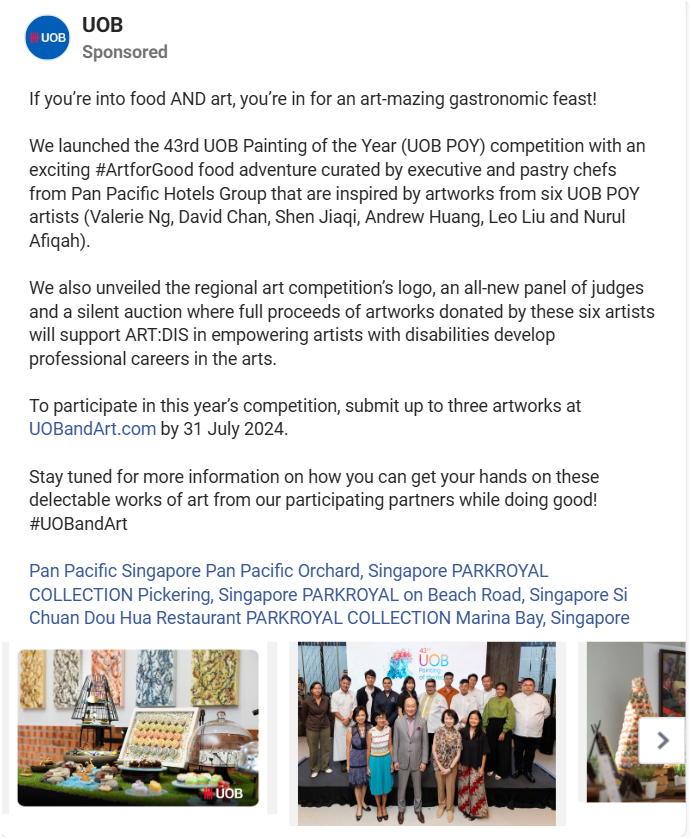 UOB
UOB
Sponsored
If you're into food AND art, you're in for an art-mazing gastronomic feast!
We launched the 43rd UOB Painting of the Year (UOB POY) competition with an
exciting #ArtforGood food adventure curated by executive and pastry chefs
from Pan Pacific Hotels Group that are inspired by artworks from six UOB POY
artists (Valerie Ng, David Chan, Shen Jiaqi, Andrew Huang, Leo Liu and Nurul
Afiqah).
We also unveiled the regional art competition's logo, an all-new panel of judges
and a silent auction where full proceeds of artworks donated by these six artists
will support ART:DIS in empowering artists with disabilities develop
professional careers in the arts.
To participate in this year's competition, submit up to three artworks at
UOBandArt.com by 31 July 2024.
Stay tuned for more information on how you can get your hands on these
delectable works of art from our participating partners while doing good!
#UOBandArt
Pan Pacific Singapore Pan Pacific Orchard, Singapore PARKROYAL
COLLECTION Pickering, Singapore PARKROYAL on Beach Road, Singapore Si
Chuan Dou Hua Restaurant PARKROYAL COLLECTION Marina Bay, Singapore
UOB
43rd
UOB
Painting
of the Year